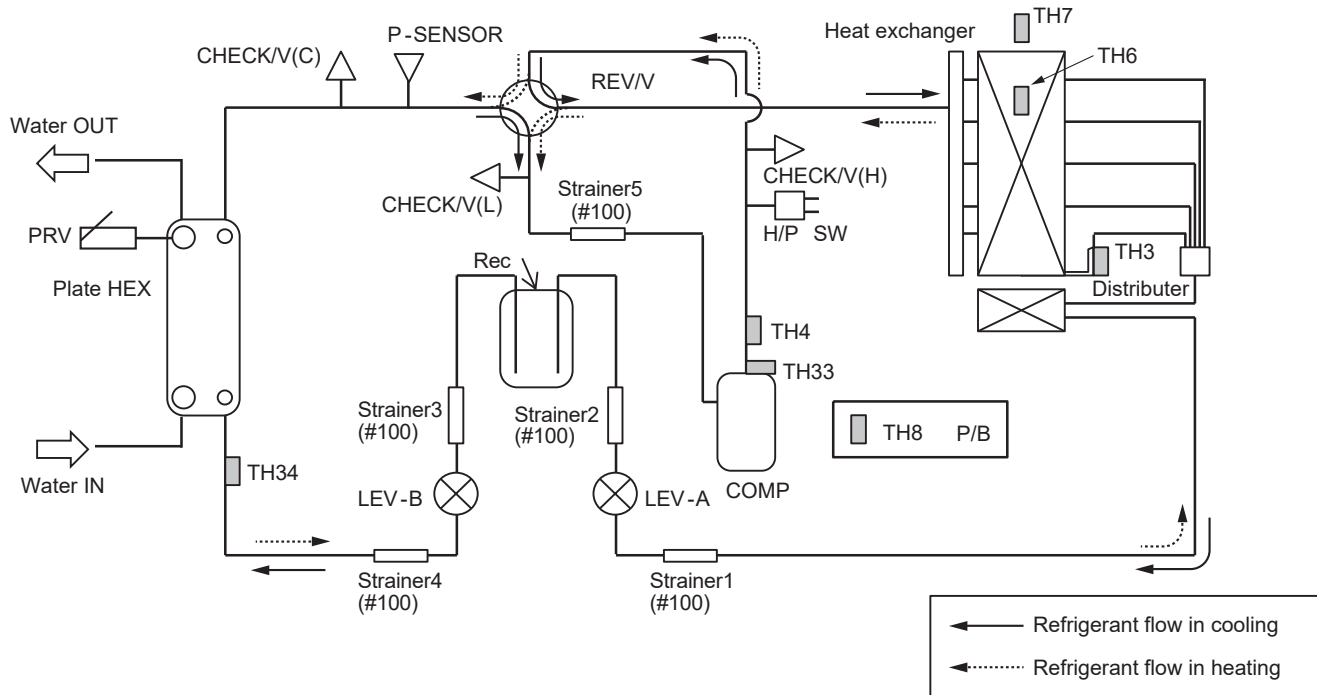 TH7
P-SENSOR
Heat exchanger
CHECK/V(C)
TH6
REV/V
Water OUT
CHECK/V(H)
CHECK/V(L)
Strainer5
(#100)
PRV
H/P SW
TH3
Rec
Plate HEX
Distributer
TH4
TH33
Strainer3
(#100)
Strainer2
(#100)
TH8 P/B
TH34
Water IN
COMP
LEV-B
LEV-A
Strainer4
(#100)
Strainer1
(#100)
Refrigerant flow in cooling
Refrigerant flow in heating